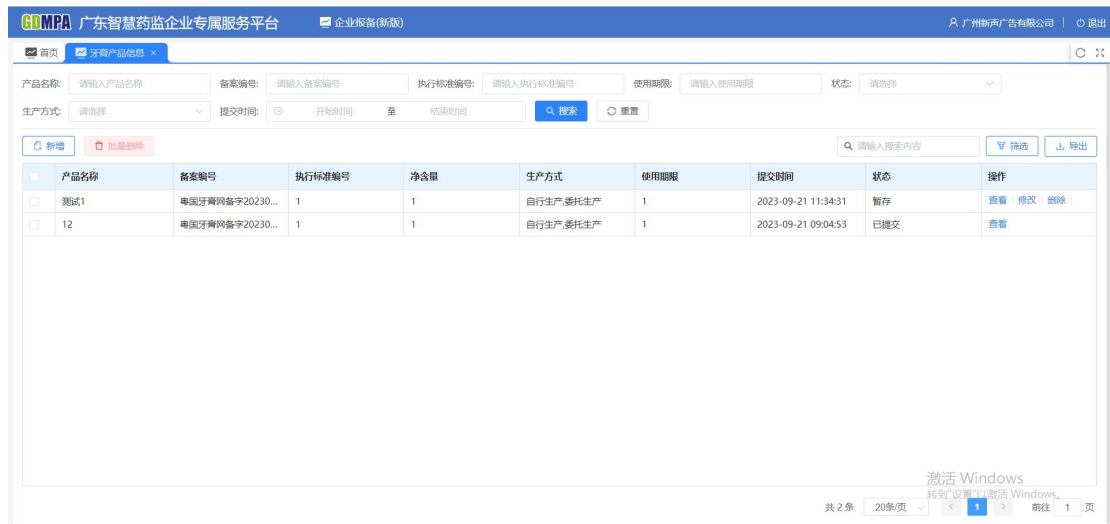 GDMPA 广东智慧药监企业专属服务平台 企业报备(新版) 广州新声广告有限公司 退出
首页 牙膏产品信息 ×
产品名称: 请输入产品名称 备案编号: 请输入备案编号 执行标准编号: 请输入执行标准编号 使用期限: 请输入使用期限 状态: 请选择
生产方式: 请选择 提交时间: 开始时间 至 结束时间 搜索 重置
新增 批量删除 请输入搜索内容 筛选 导出
产品名称 备案编号 执行标准编号 净含量 生产方式 使用期限 提交时间 状态 操作
测试1 粤国牙膏网备字20230... 1 1 自行生产,委托生产 1 2023-09-21 11:34:31 暂存 查看 修改 删除
12 粤国牙膏网备字20230... 1 1 自行生产,委托生产 1 2023-09-21 09:04:53 已提交 查看
激活 Windows
转到"设置"以激活 Windows。
共 2 条 20条/页 < 1 > 前往 1 页